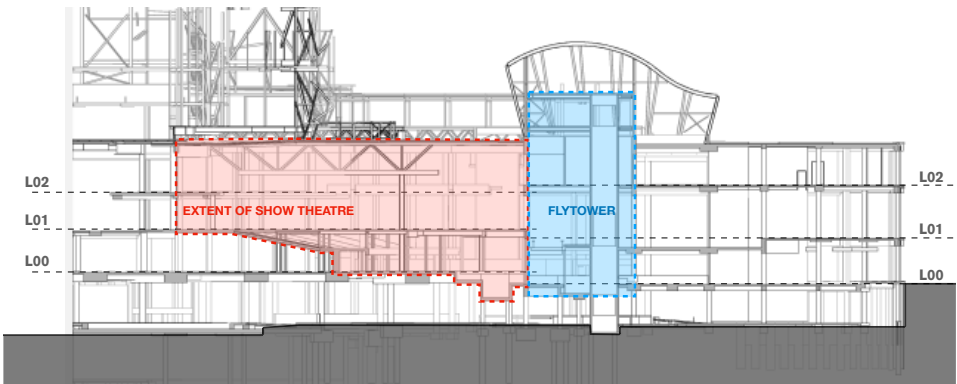 L02
L02
EXTENT OF SHOW THEATRE
FLYTOWER
L01
L01
L00
L00